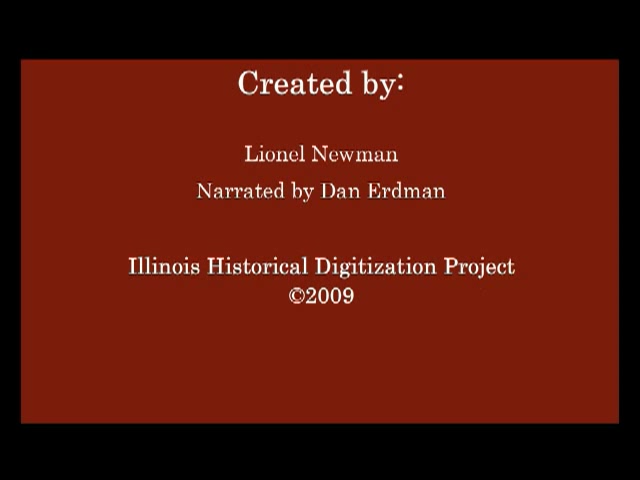 Created by:
Lionel Newman
Narrated by Dan Erdman
Illinois Historical Digitization Project
©2009